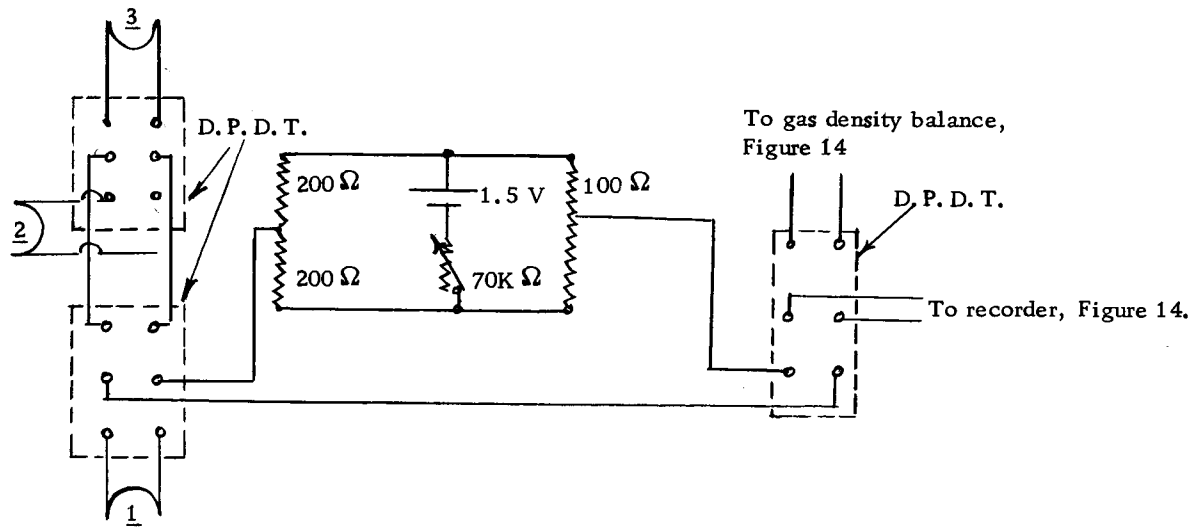 3
D. P. D. T.
To gas density balance,
Figure 14
200 Ω
1.5 V
100 Ω
D. P. D. T.
2
200 Ω
70K Ω
To recorder, Figure 14.
1